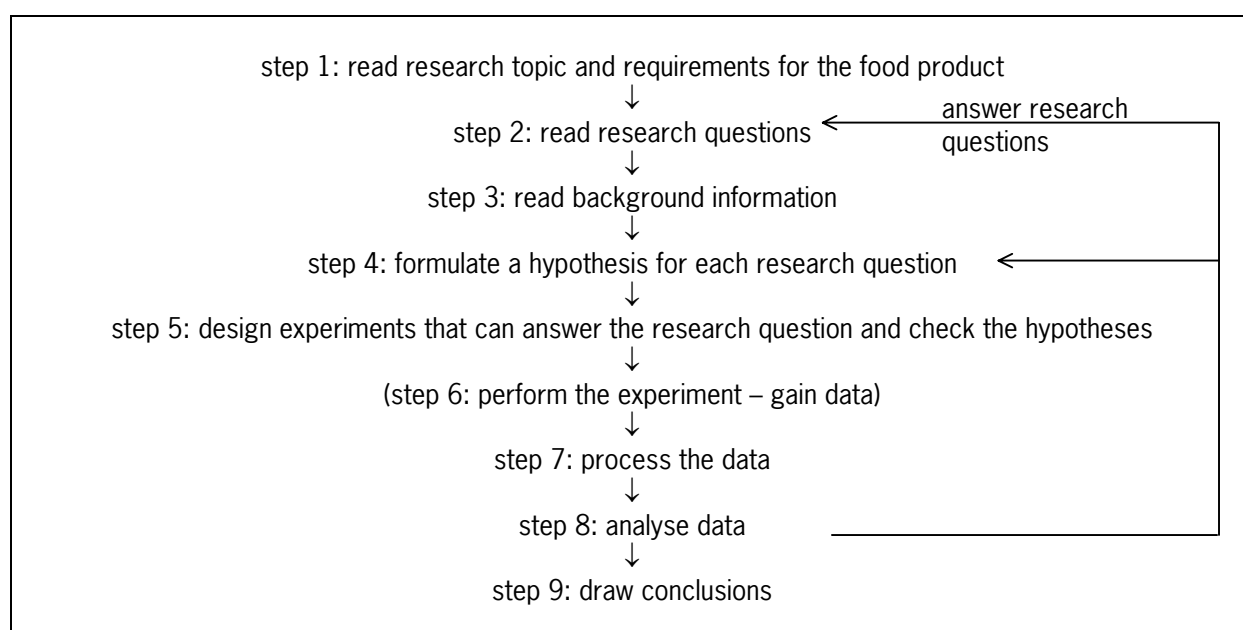 step 1: read research topic and requirements for the food product
↓
step 2: read research questions
answer research
questions
↓
step 3: read background information
↓
step 4: formulate a hypothesis for each research question
↓
step 5: design experiments that can answer the research question and check the hypotheses
↓
(step 6: perform the experiment – gain data)
↓
step 7: process the data
↓
step 8: analyse data
↓
step 9: draw conclusions